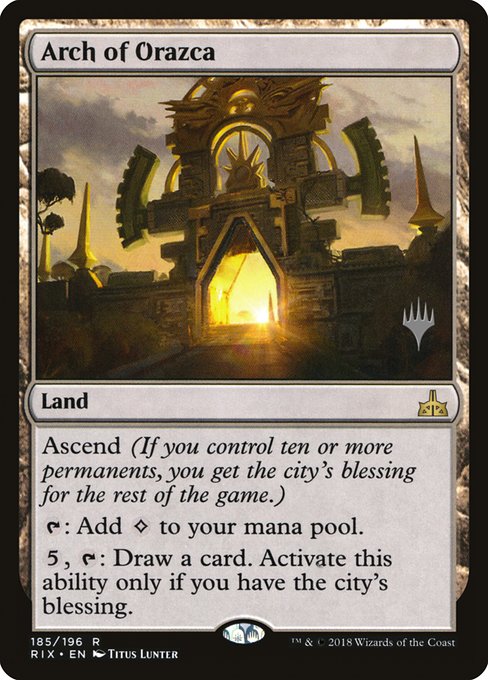 Arch of Orazca
Land
Ascend (If you control ten or more
permanents, you get the city's blessing
for the rest of the game.)
: Add to your mana pool.
5, : Draw a card. Activate this
ability only if you have the city's
blessing.
185/196 R
RIX • EN Titus Lunter
™ & © 2018 Wizards of the Coast